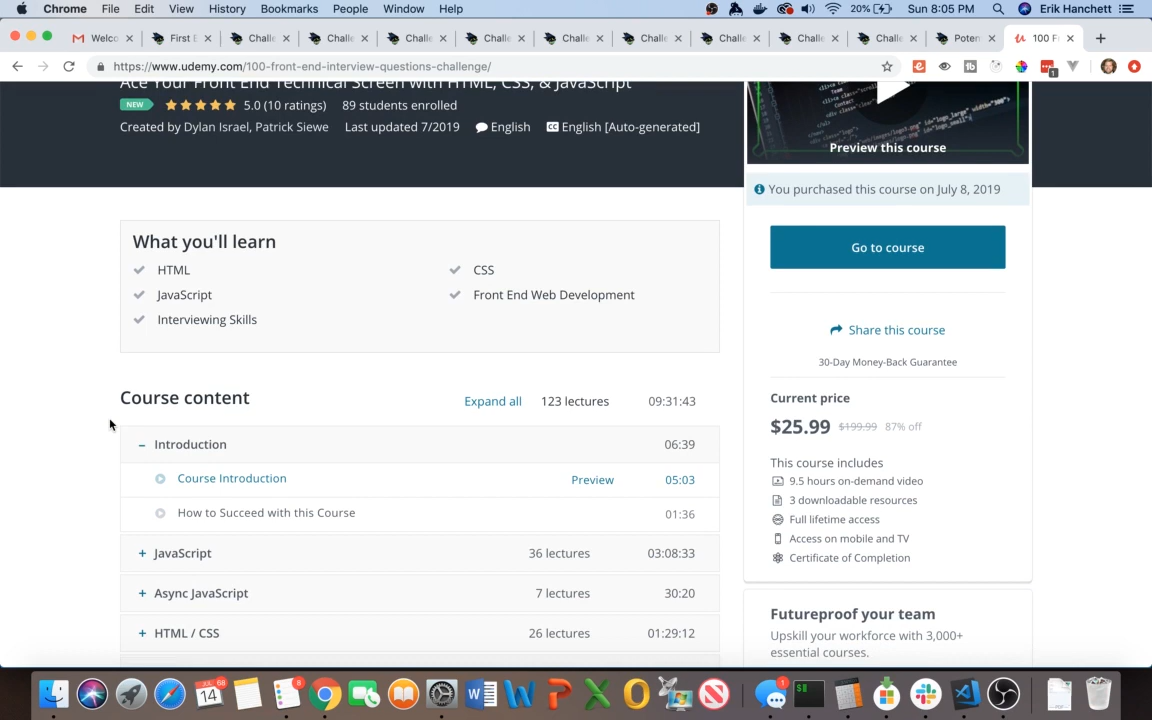 Chrome File Edit View History Bookmarks People Window Help 20% Sun 8:05 PM Erik Hanchett
Welco First E Challe Challe Challe Challe Challe Challe Challe Challe Challe Poten 100 F
https://www.udemy.com/100-front-end-interview-questions-challenge/
Ace Your Front End Technical Screen with HTML, CSS, & JavaScript
NEW 5.0 (10 ratings) 89 students enrolled
Created by Dylan Israel, Patrick Siewe Last updated 7/2019 English CC English [Auto-generated]
Preview this course
You purchased this course on July 8, 2019
Go to course
Share this course
30-Day Money-Back Guarantee
Current price
$25.99 $199.99 87% off
This course includes
9.5 hours on-demand video
3 downloadable resources
Full lifetime access
Access on mobile and TV
Certificate of Completion
Futureproof your team
Upskill your workforce with 3,000+
essential courses.
What you'll learn
HTML CSS
JavaScript Front End Web Development
Interviewing Skills
Course content Expand all 123 lectures 09:31:43
Introduction 06:39
Course Introduction Preview 05:03
How to Succeed with this Course 01:36
JavaScript 36 lectures 03:08:33
Async JavaScript 7 lectures 30:20
HTML / CSS 26 lectures 01:29:12